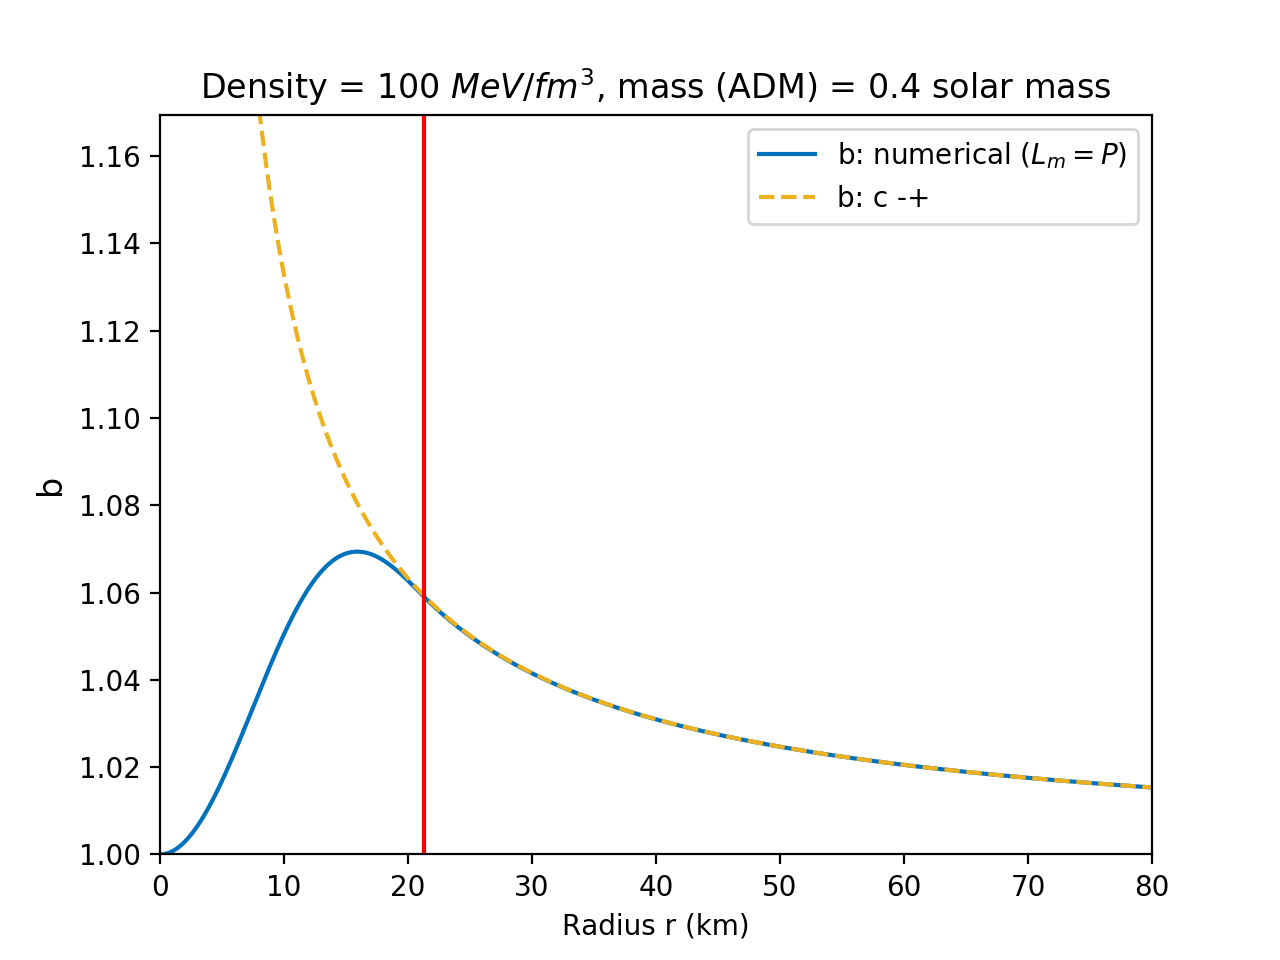 Density = 100 MeV/fm³, mass (ADM) = 0.4 solar mass
b: numerical (Lₘ = P)
b: c -+
1.16
1.14
1.12
1.10
1.08
1.06
1.04
1.02
1.00
b
0 10 20 30 40 50 60 70 80
Radius r (km)